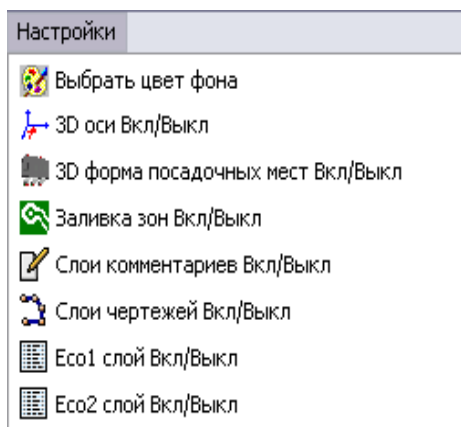 Настройки
Выбрать цвет фона
3D оси Вкл/Выкл
3D форма посадочных мест Вкл/Выкл
Заливка зон Вкл/Выкл
Слои комментариев Вкл/Выкл
Слои чертежей Вкл/Выкл
Eco1 слой Вкл/Выкл
Eco2 слой Вкл/Выкл